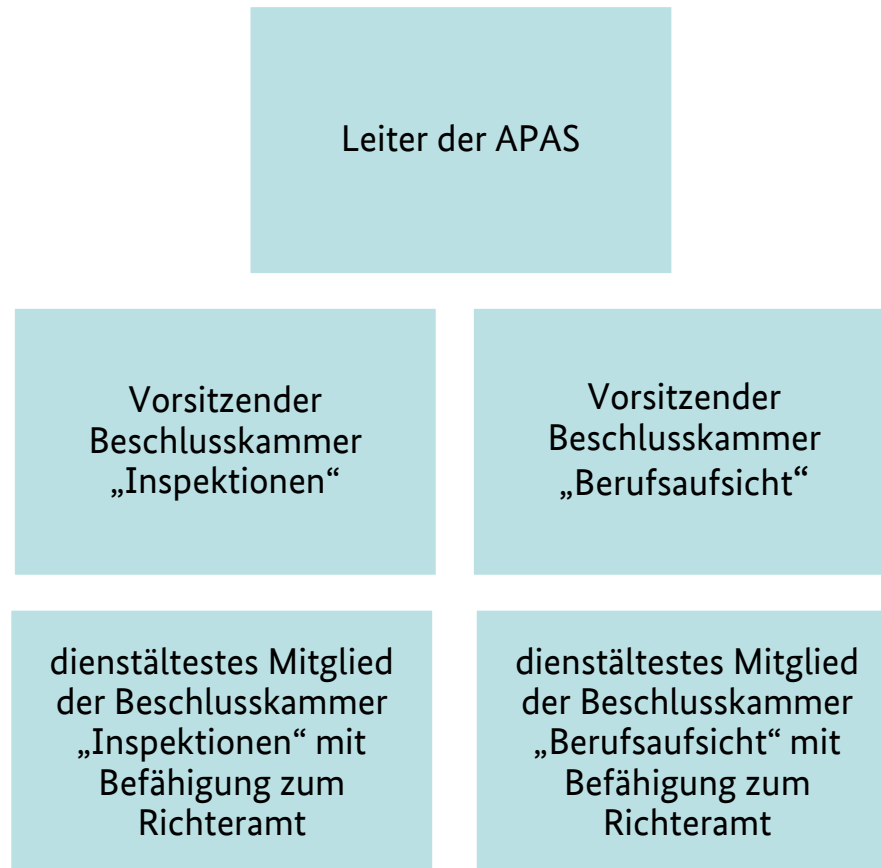 Leiter der APAS
Vorsitzender
Beschlusskammer
„Inspektionen“
Vorsitzender
Beschlusskammer
„Berufsaufsicht“
dienstältestes Mitglied
der Beschlusskammer
„Inspektionen“ mit
Befähigung zum
Richteramt
dienstältestes Mitglied
der Beschlusskammer
„Berufsaufsicht“ mit
Befähigung zum
Richteramt